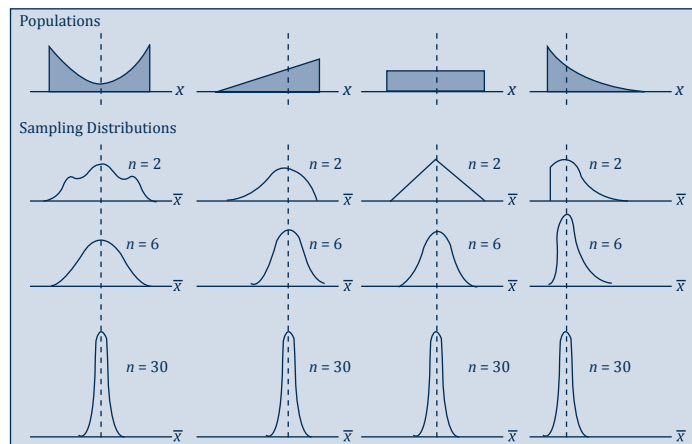 Populations
X X X X
Sampling Distributions
n = 2 n = 2 n = 2 n = 2
X̅ X̅ X̅ X̅
n = 6 n = 6 n = 6 n = 6
X̅ X̅ X̅ X̅
n = 30 n = 30 n = 30 n = 30
X̅ X̅ X̅ X̅